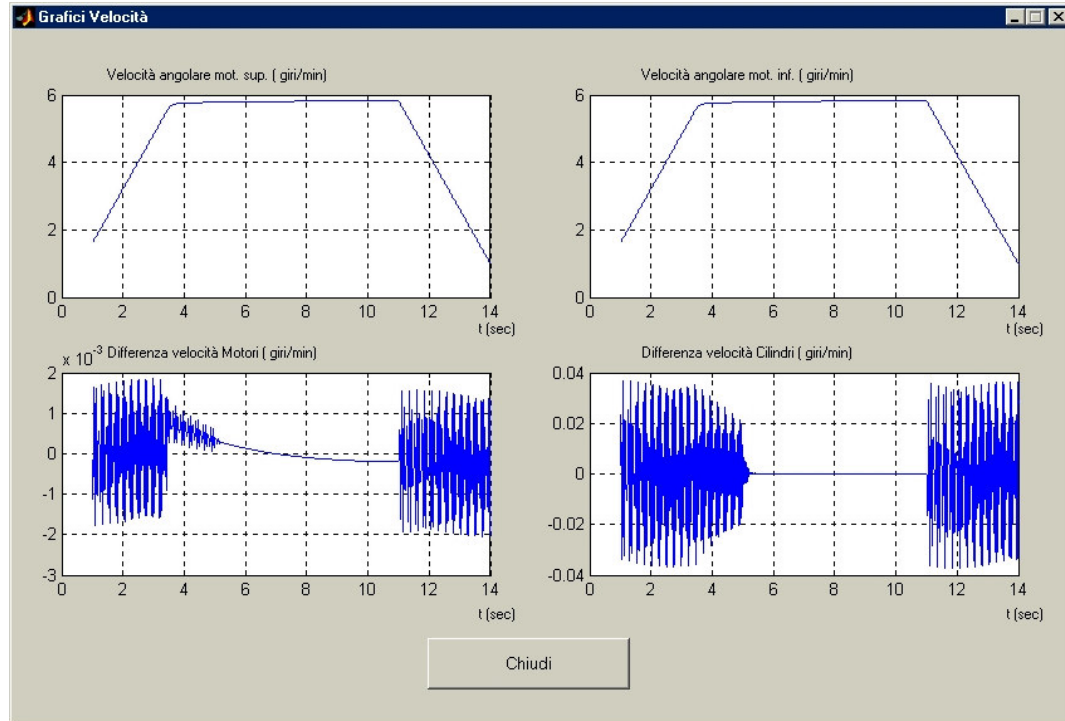 Grafici Velocità
Velocità angolare mot. sup. ( giri/min)
6
4
2
0
0 2 4 6 8 10 12 14
t (sec)
Velocità angolare mot. inf. ( giri/min)
6
4
2
0
0 2 4 6 8 10 12 14
t (sec)
x 10⁻³ Differenza velocità Motori ( giri/min)
2
1
0
-1
-2
-3
0 2 4 6 8 10 12 14
t (sec)
Differenza velocità Cilindri ( giri/min)
0.04
0.02
0
-0.02
-0.04
0 2 4 6 8 10 12 14
t (sec)
Chiudi